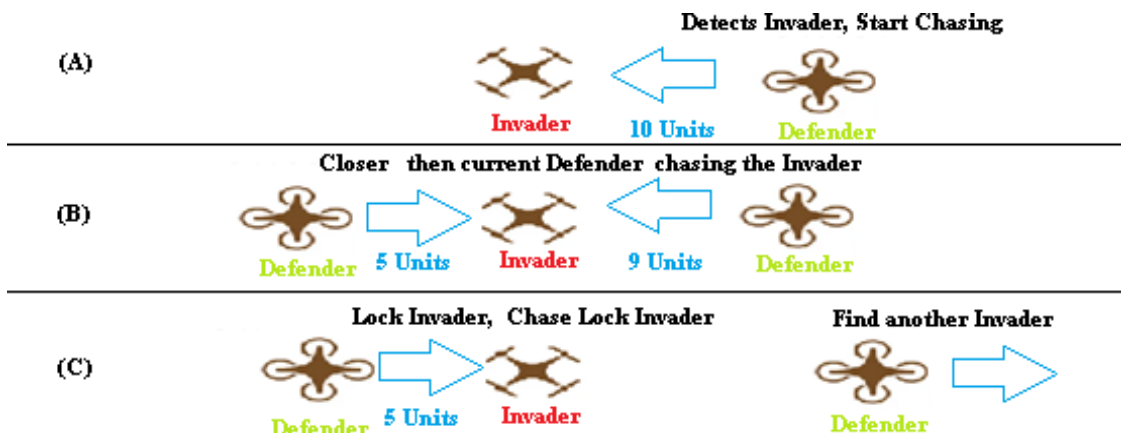 Detects Invader, Start Chasing
(A)
Invader 10 Units Defender
Closer then current Defender chasing the Invader
(B)
Defender 5 Units Invader 9 Units Defender
Lock Invader, Chase Lock Invader Find another Invader
(C)
Defender 5 Units Invader Defender